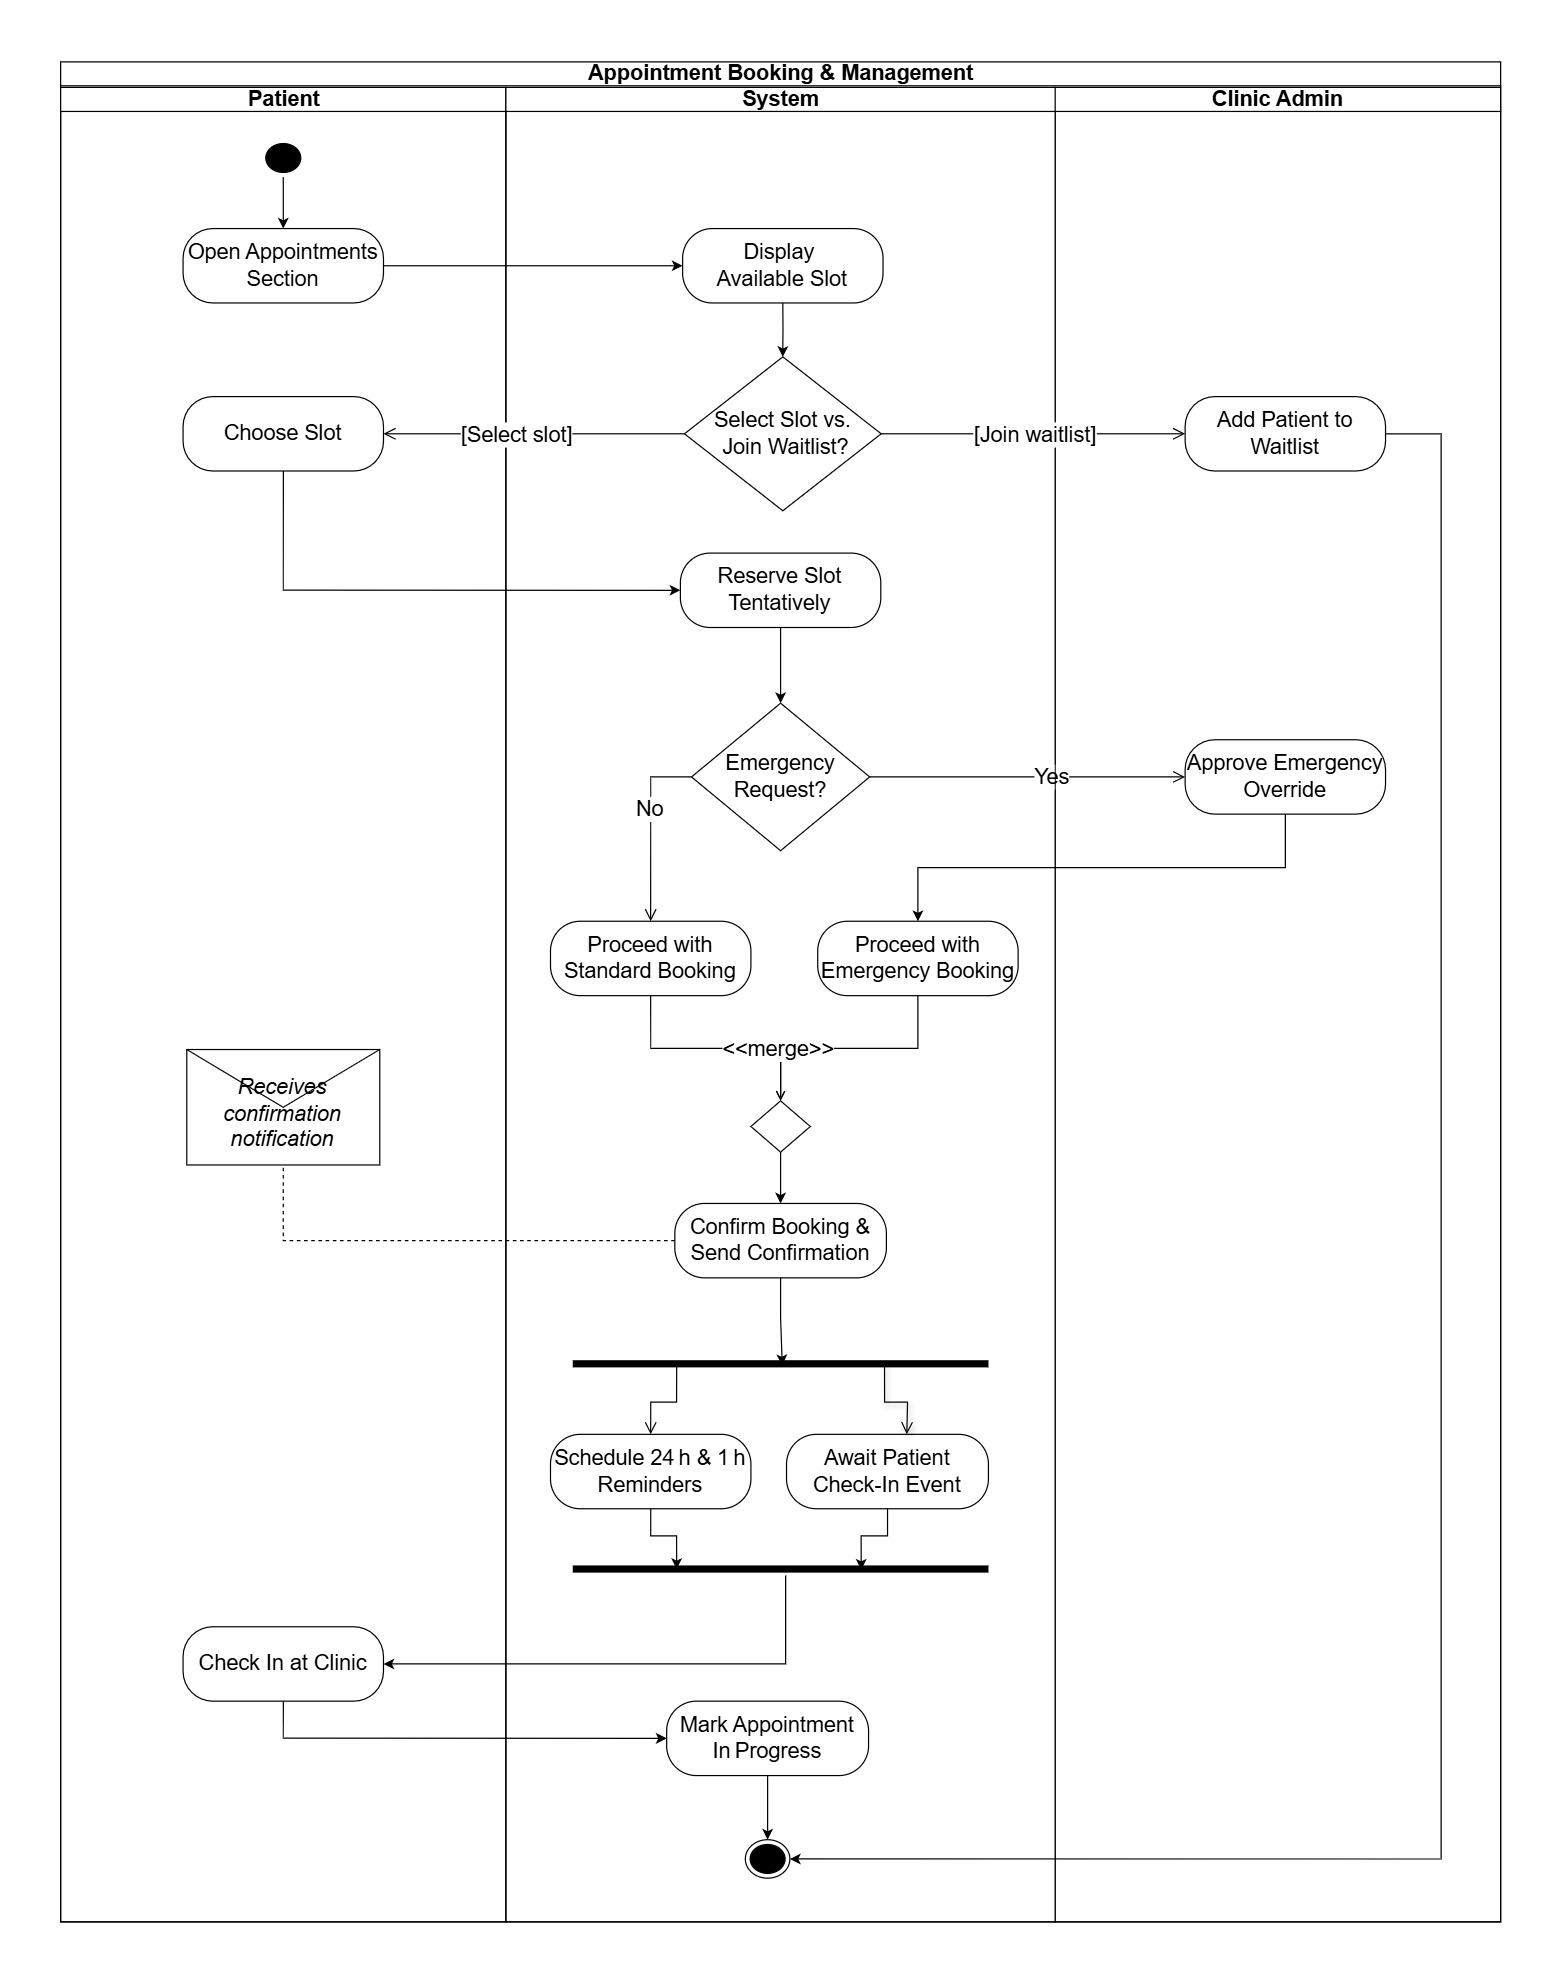 Appointment Booking & Management
Patient
System
Clinic Admin
Open Appointments
Section
Display
Available Slot
Choose Slot
[Select slot]
Select Slot vs.
Join Waitlist?
[Join waitlist]
Add Patient to
Waitlist
Reserve Slot
Tentatively
Emergency
Request?
Yes
Approve Emergency
Override
No
Proceed with
Standard Booking
Proceed with
Emergency Booking
<<merge>>
Receives
confirmation
notification
Confirm Booking &
Send Confirmation
Schedule 24 h & 1 h
Reminders
Await Patient
Check-In Event
Check In at Clinic
Mark Appointment
In Progress